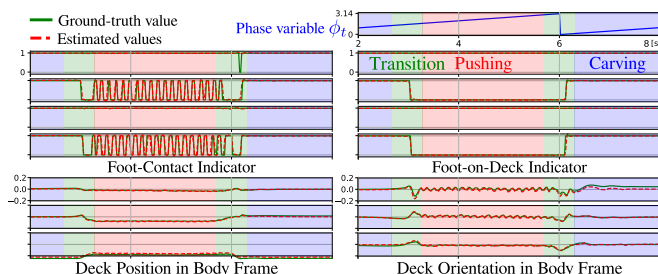 Ground-truth value
Estimated values
Phase variable ϕt
3.14
0
2 4 6 8 [s
1
0
1
0
Transition Pushing Carving
Foot-Contact Indicator
Foot-on-Deck Indicator
0.2
0.0
−0.2
0.2
0.0
−0.2
Deck Position in Body Frame
Deck Orientation in Body Frame